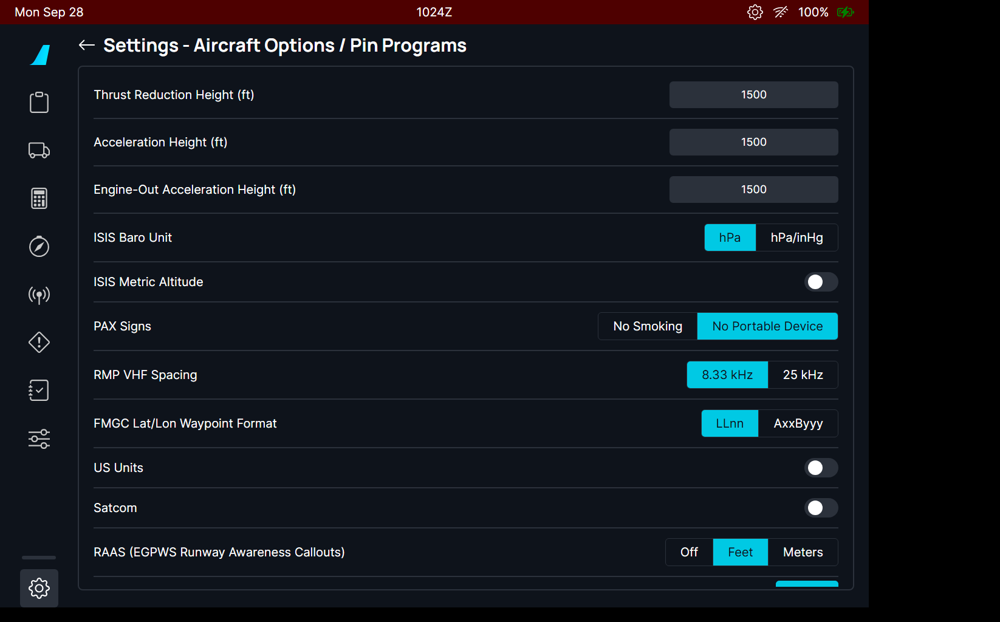 Mon Sep 28 1024Z 100%
Settings - Aircraft Options / Pin Programs
Thrust Reduction Height (ft) 1500
Acceleration Height (ft) 1500
Engine-Out Acceleration Height (ft) 1500
ISIS Baro Unit hPa hPa/inHg
ISIS Metric Altitude
PAX Signs No Smoking No Portable Device
RMP VHF Spacing 8.33 kHz 25 kHz
FMGC Lat/Lon Waypoint Format LLnn AxxByyy
US Units
Satcom
RAAS (EGPWS Runway Awareness Callouts) Off Feet Meters